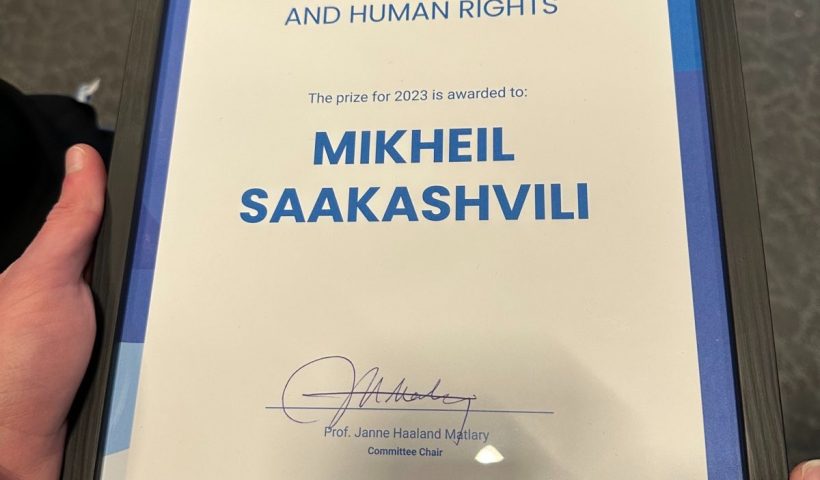 AND HUMAN RIGHTS
The prize for 2023 is awarded to:
MIKHEIL
SAAKASHVILI
Prof. Janne Haaland Matlary
Committee Chair